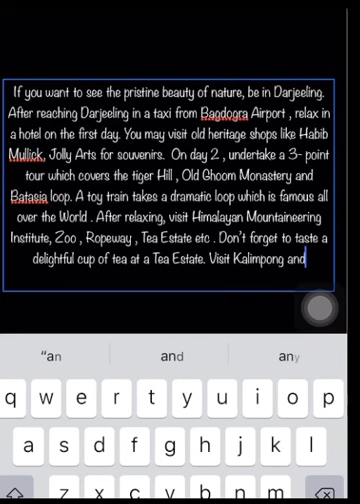 If you want to see the pristine beauty of nature, be in Darjeeling.
After reaching Darjeeling in a taxi from Bagdogra Airport , relax in
a hotel on the first day. You may visit old heritage shops like Habib
Mullick, Jolly Arts for souvenirs. On day 2 , undertake a 3- point
tour which covers the tiger Hill , Old Ghoom Monastery and
Batasia loop. A toy train takes a dramatic loop which is famous all
over the World . After relaxing, visit Himalayan Mountaineering
Institute, Zoo , Ropeway , Tea Estate etc . Don't forget to taste a
delightful cup of tea at a Tea Estate. Visit Kalimpong and
"an and any
q w e r t y u i o p
a s d f g h j k l
z x c v b n m